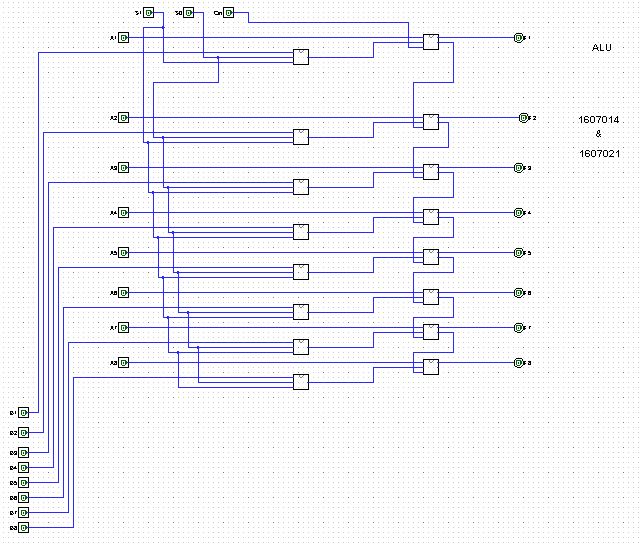 S1 S0 Cin
A1 F1
ALU
A2 F2
1607014
&
1607021
A3 F3
A4 F4
A5 F5
A6 F6
A7 F7
A8 F8
B1
B2
B3
B4
B5
B6
B7
B8